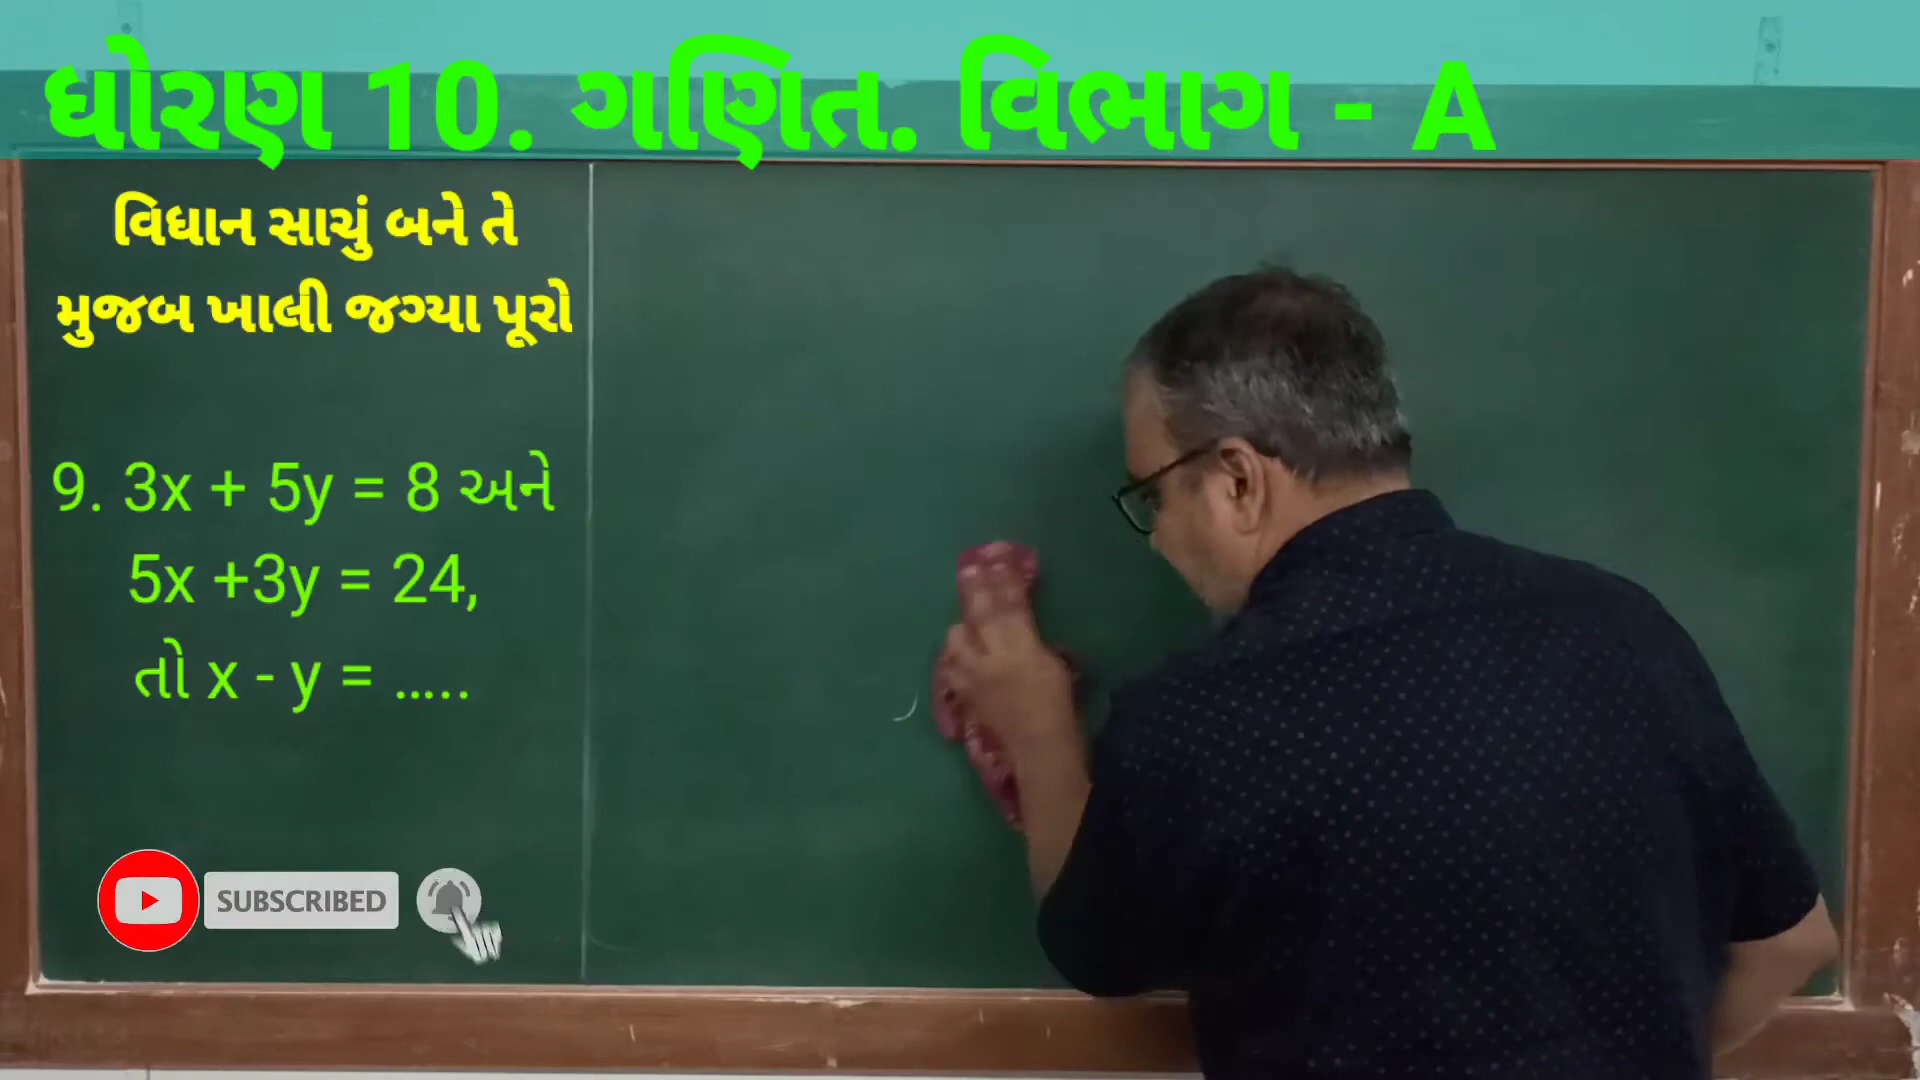 ધોરણ 10. ગણિત. વિભાગ - A
વિધાન સાચું બને તે
મુજબ ખાલી જગ્યા પૂરો
9. 3x + 5y = 8 અને
5x +3y = 24,
તો x - y = .....
SUBSCRIBED